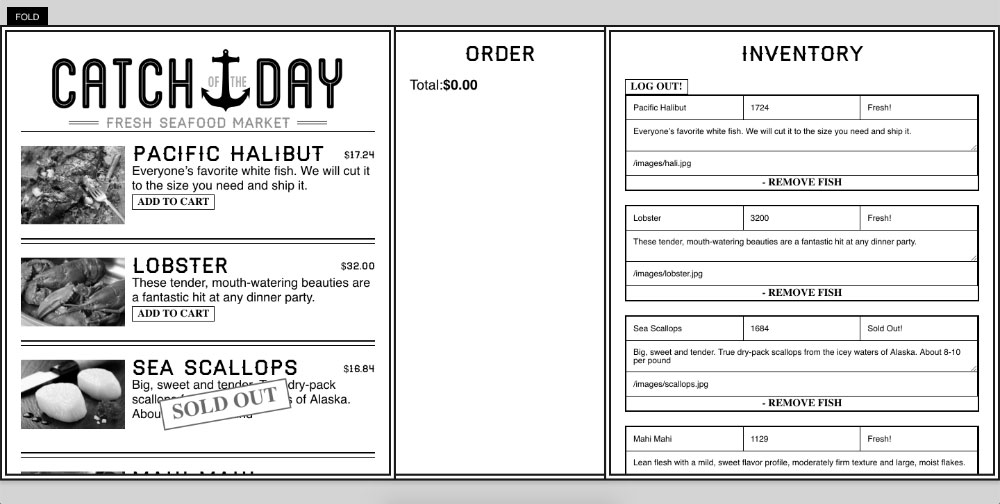 FOLD
CATCH OF THE DAY
FRESH SEAFOOD MARKET
PACIFIC HALIBUT $17.24
Everyone's favorite white fish. We will cut it
to the size you need and ship it.
ADD TO CART
LOBSTER $32.00
These tender, mouth-watering beauties are
a fantastic hit at any dinner party.
ADD TO CART
SEA SCALLOPS $16.84
Big, sweet and tender. True dry-pack
of Alaska.
SOLD OUT
MAHI MAHI
ORDER
Total:$0.00
INVENTORY
LOG OUT!
Pacific Halibut 1724 Fresh!
Everyone's favorite white fish. We will cut it to the size you need and ship it.
/images/hali.jpg
- REMOVE FISH
Lobster 3200 Fresh!
These tender, mouth-watering beauties are a fantastic hit at any dinner party.
/images/lobster.jpg
- REMOVE FISH
Sea Scallops 1684 Sold Out!
Big, sweet and tender. True dry-pack scallops from the icey waters of Alaska. About 8-10
per pound
/images/scallops.jpg
- REMOVE FISH
Mahi Mahi 1129 Fresh!
Lean flesh with a mild, sweet flavor profile, moderately firm texture and large, moist flakes.